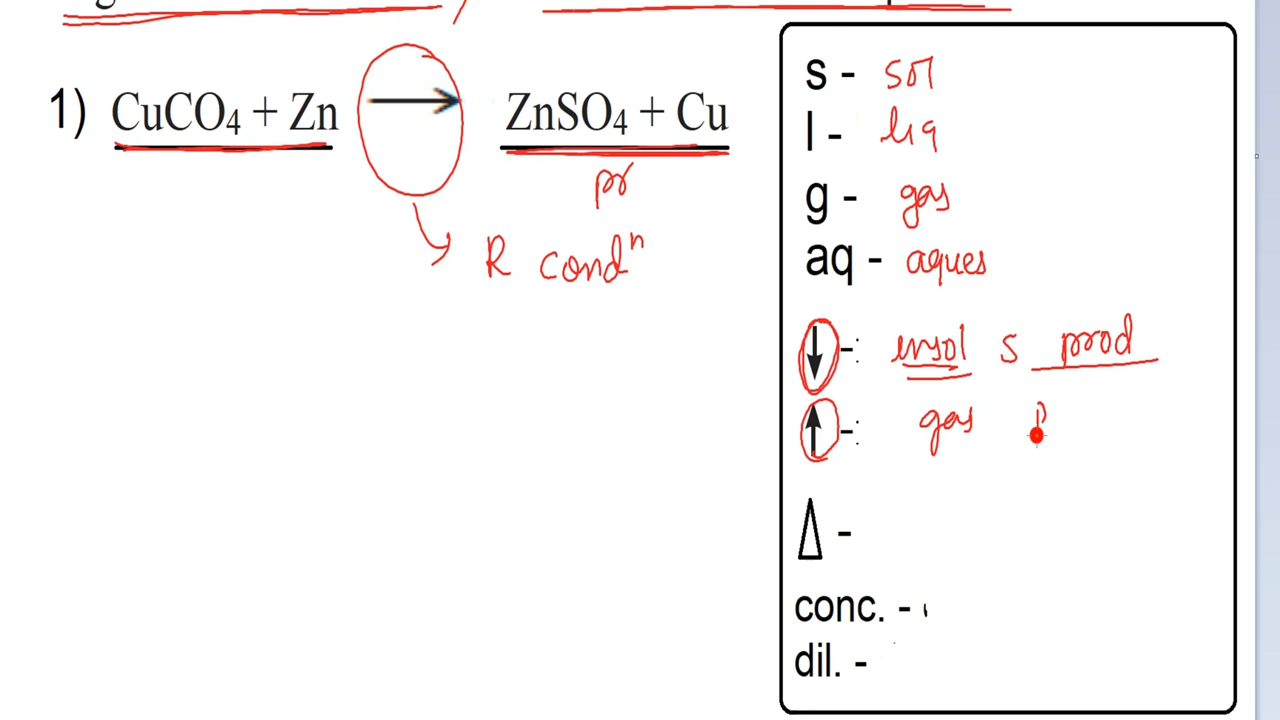 1) CuCO4 + Zn → ZnSO4 + Cu
pr
R condn
s - sol
l - liq
g - gas
aq - aques
↓ -: insol s prod
↑ -: gas p
Δ -
conc. -
dil. -